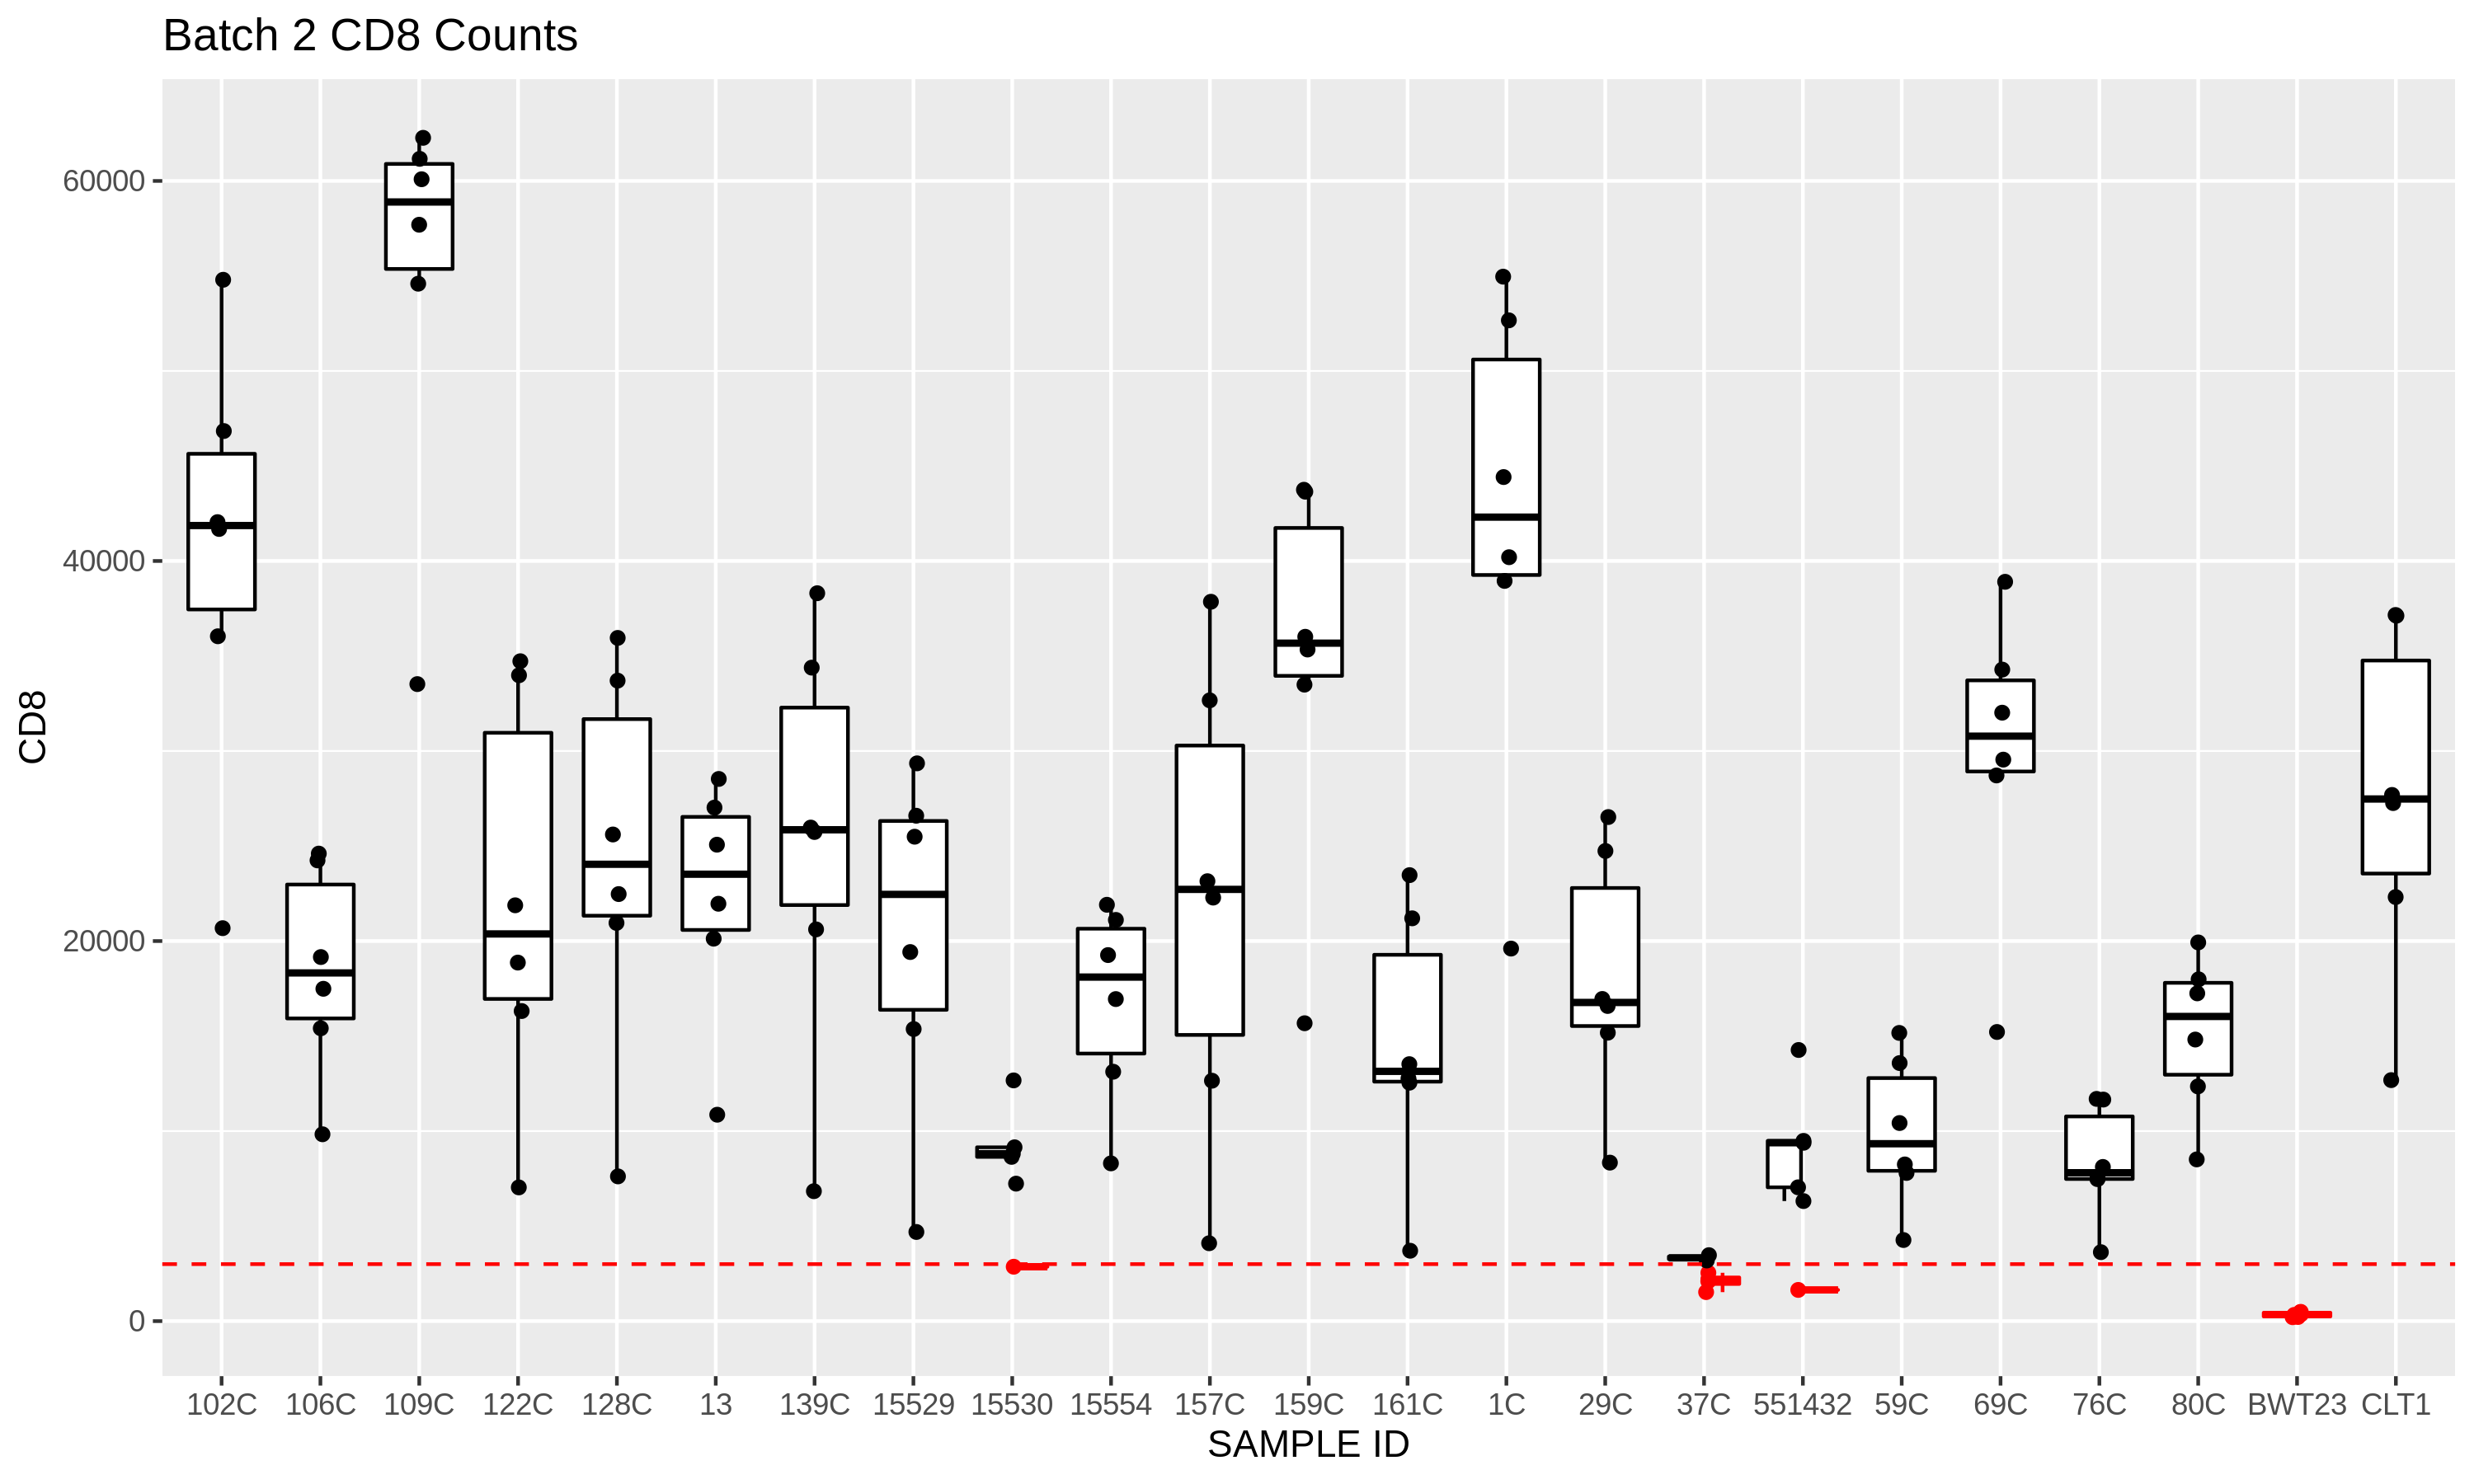 Batch 2 CD8 Counts
60000
40000
20000
0
CD8
102C 106C 109C 122C 128C 13 139C 15529 15530 15554 157C 159C 161C 1C 29C 37C 551432 59C 69C 76C 80C BWT23 CLT1
SAMPLE ID